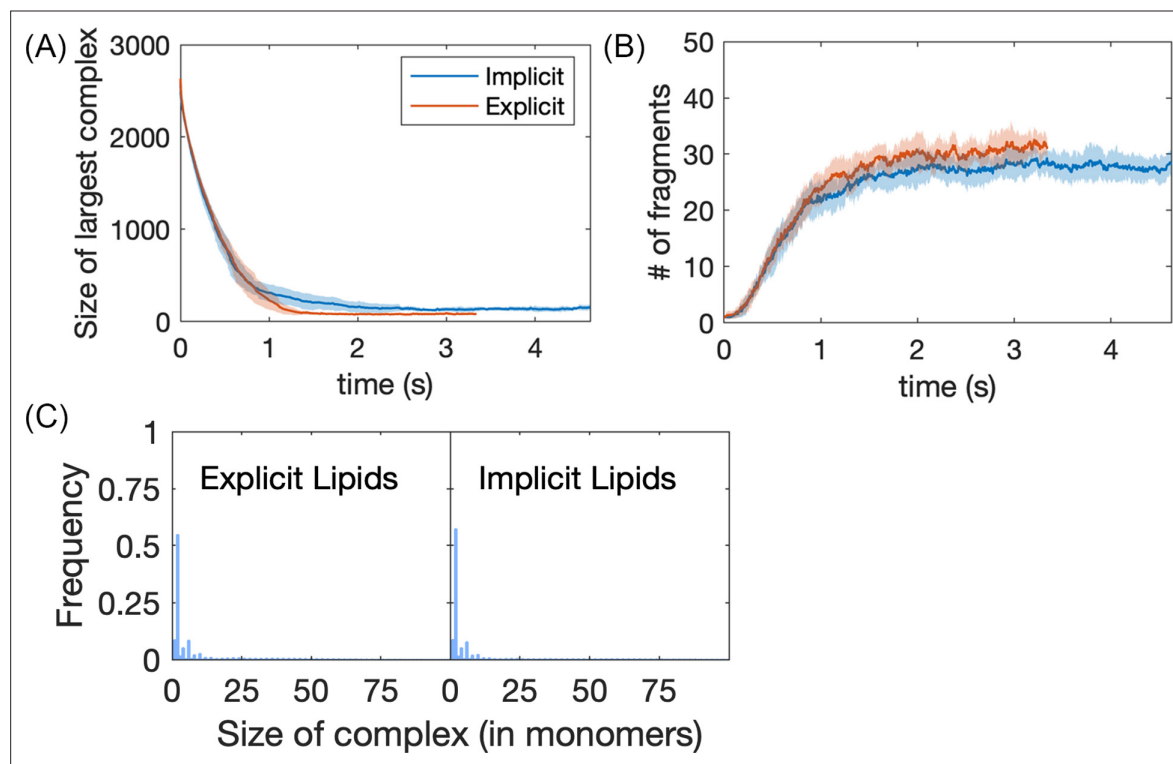 (A)
Size of largest complex
3000
2000
1000
0
Implicit
Explicit
0 1 2 3 4
time (s)
(B)
# of fragments
50
40
30
20
10
0
0 1 2 3 4
time (s)
(C)
Frequency
1
0.75
0.5
0.25
0
Explicit Lipids
Implicit Lipids
0 25 50 75 0 25 50 75
Size of complex (in monomers)